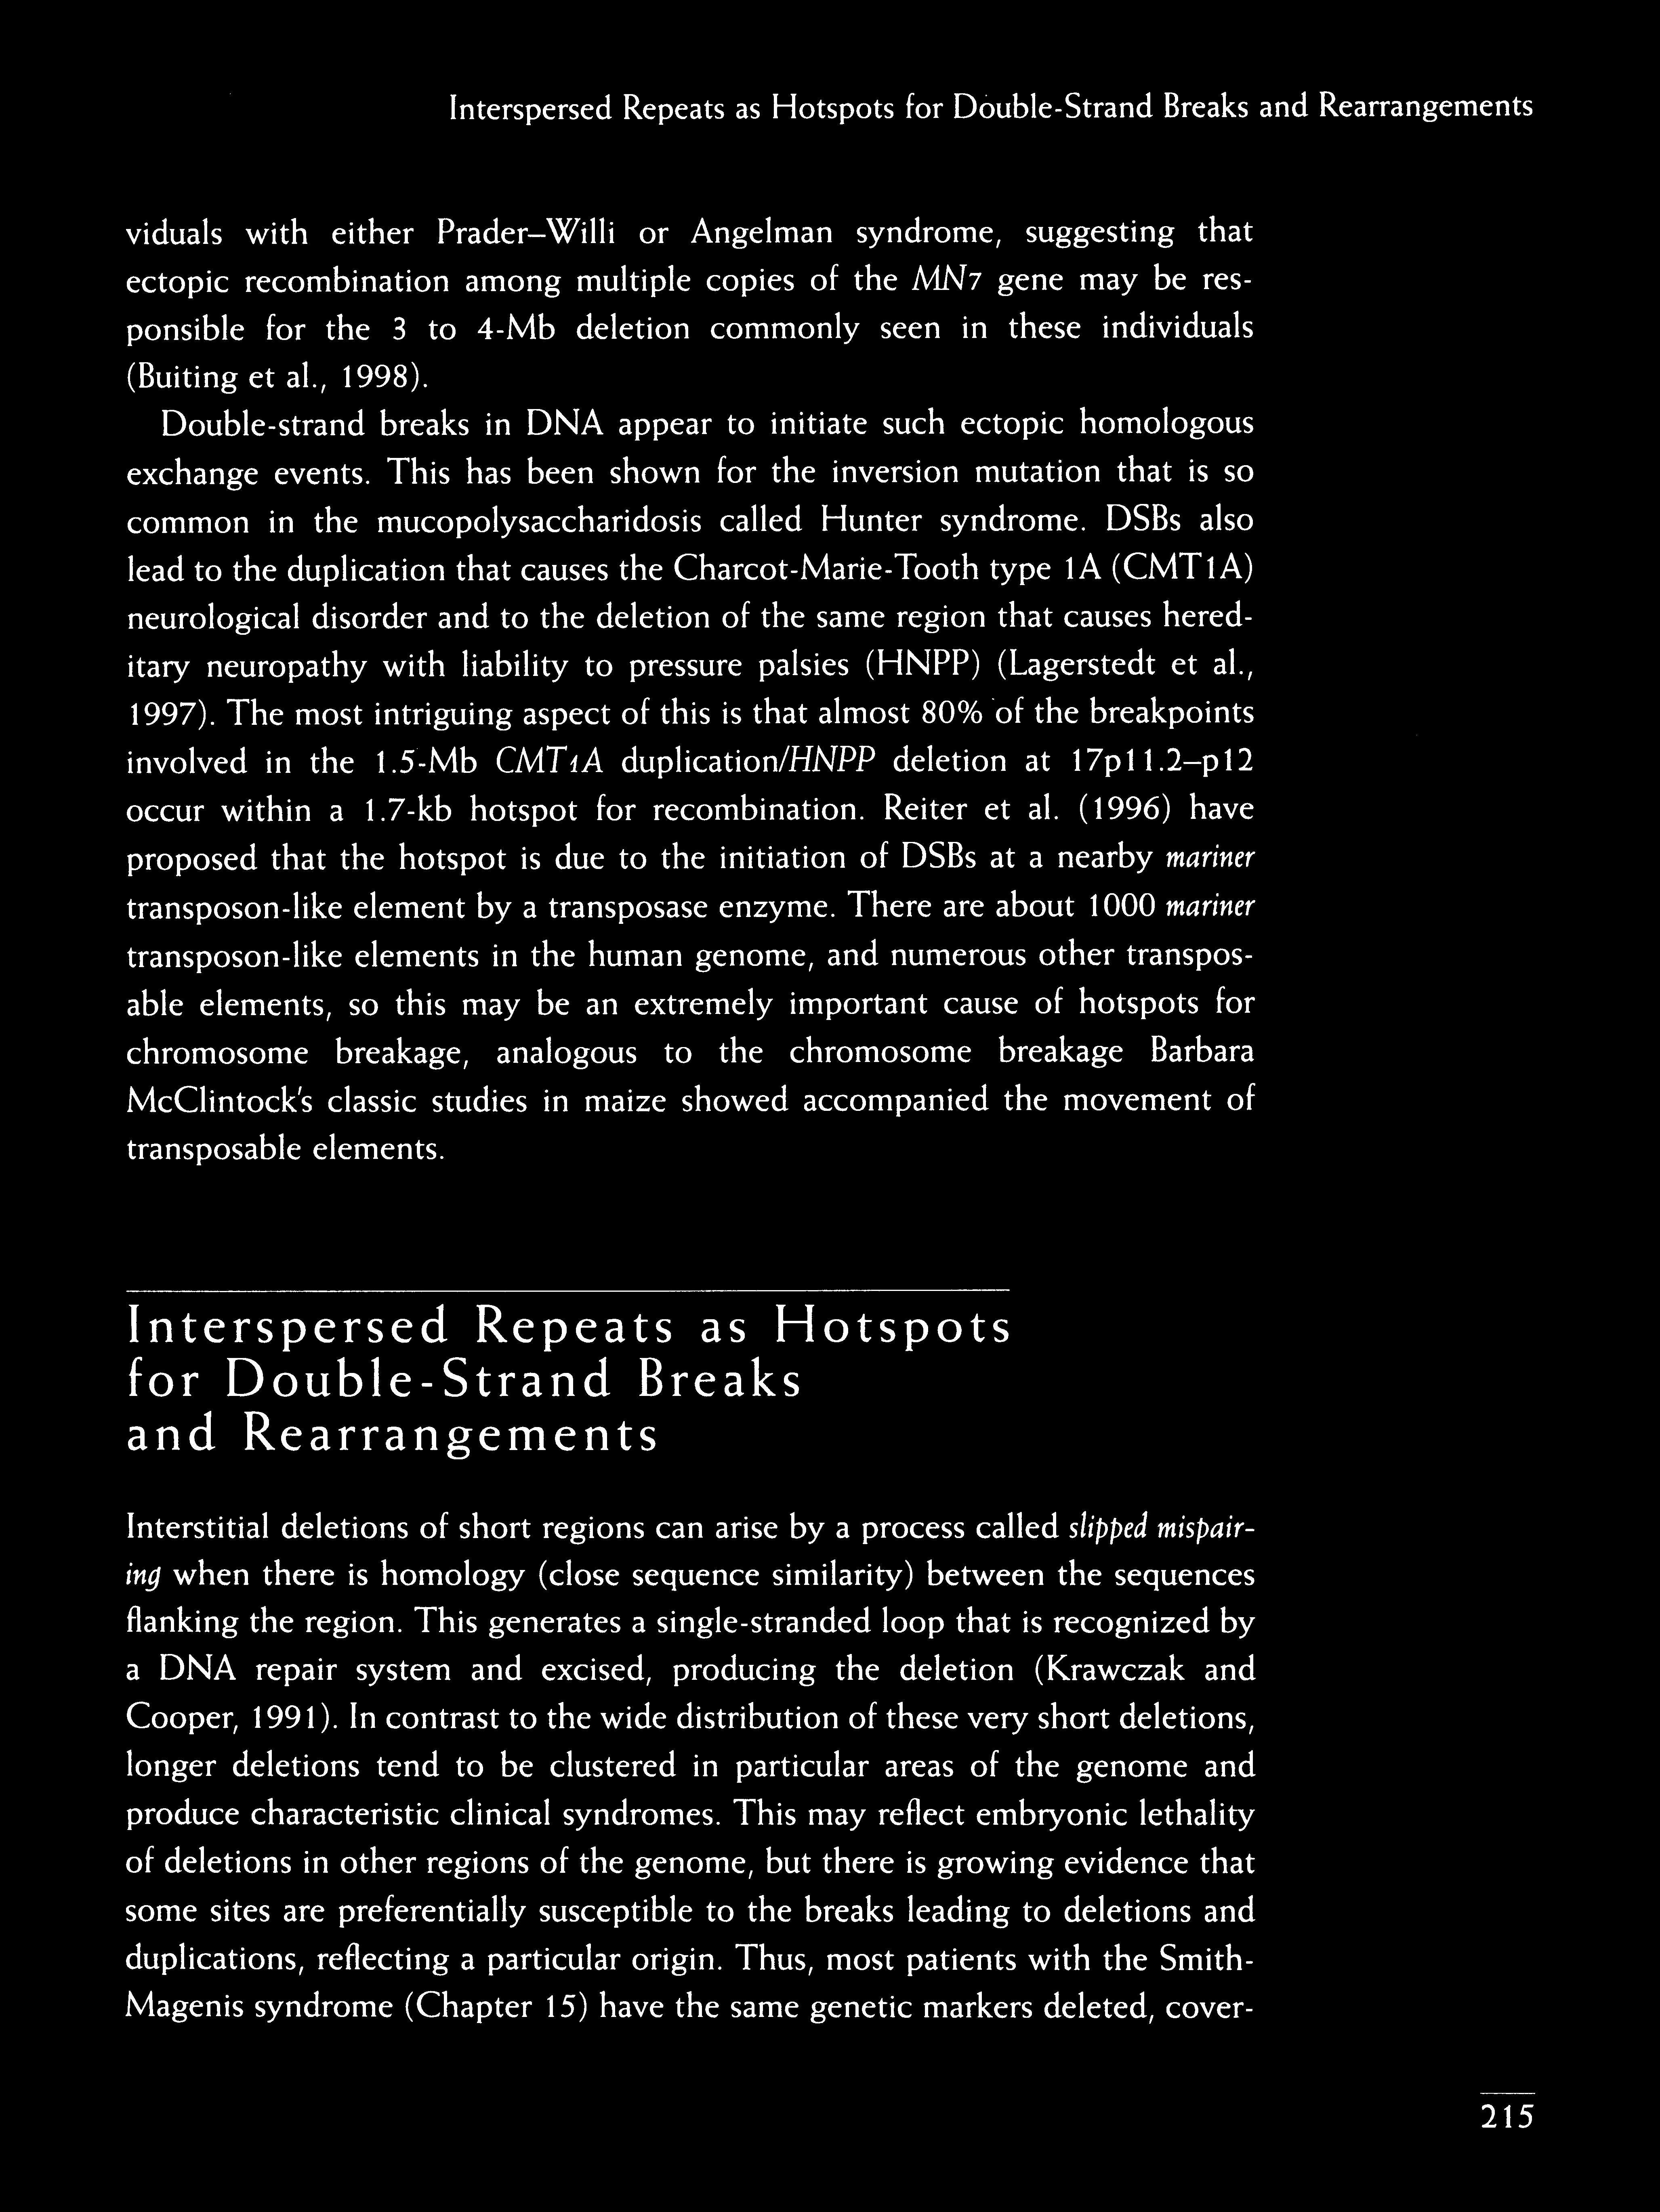 Interspersed Repeats as Hotspots for Double-Strand Breaks and Rearrangements
viduals with either Prader–Willi or Angelman syndrome, suggesting that
ectopic recombination among multiple copies of the MN7 gene may be res-
ponsible for the 3 to 4-Mb deletion commonly seen in these individuals
(Buiting et al., 1998).
Double-strand breaks in DNA appear to initiate such ectopic homologous
exchange events. This has been shown for the inversion mutation that is so
common in the mucopolysaccharidosis called Hunter syndrome. DSBs also
lead to the duplication that causes the Charcot-Marie-Tooth type 1A (CMT1A)
neurological disorder and to the deletion of the same region that causes hered-
itary neuropathy with liability to pressure palsies (HNPP) (Lagerstedt et al.,
1997). The most intriguing aspect of this is that almost 80% of the breakpoints
involved in the 1.5-Mb CMT1A duplication/HNPP deletion at 17p11.2–p12
occur within a 1.7-kb hotspot for recombination. Reiter et al. (1996) have
proposed that the hotspot is due to the initiation of DSBs at a nearby mariner
transposon-like element by a transposase enzyme. There are about 1000 mariner
transposon-like elements in the human genome, and numerous other transpos-
able elements, so this may be an extremely important cause of hotspots for
chromosome breakage, analogous to the chromosome breakage Barbara
McClintock's classic studies in maize showed accompanied the movement of
transposable elements.
Interspersed Repeats as Hotspots
for Double-Strand Breaks
and Rearrangements
Interstitial deletions of short regions can arise by a process called slipped mispair-
ing when there is homology (close sequence similarity) between the sequences
flanking the region. This generates a single-stranded loop that is recognized by
a DNA repair system and excised, producing the deletion (Krawczak and
Cooper, 1991). In contrast to the wide distribution of these very short deletions,
longer deletions tend to be clustered in particular areas of the genome and
produce characteristic clinical syndromes. This may reflect embryonic lethality
of deletions in other regions of the genome, but there is growing evidence that
some sites are preferentially susceptible to the breaks leading to deletions and
duplications, reflecting a particular origin. Thus, most patients with the Smith-
Magenis syndrome (Chapter 15) have the same genetic markers deleted, cover-
215